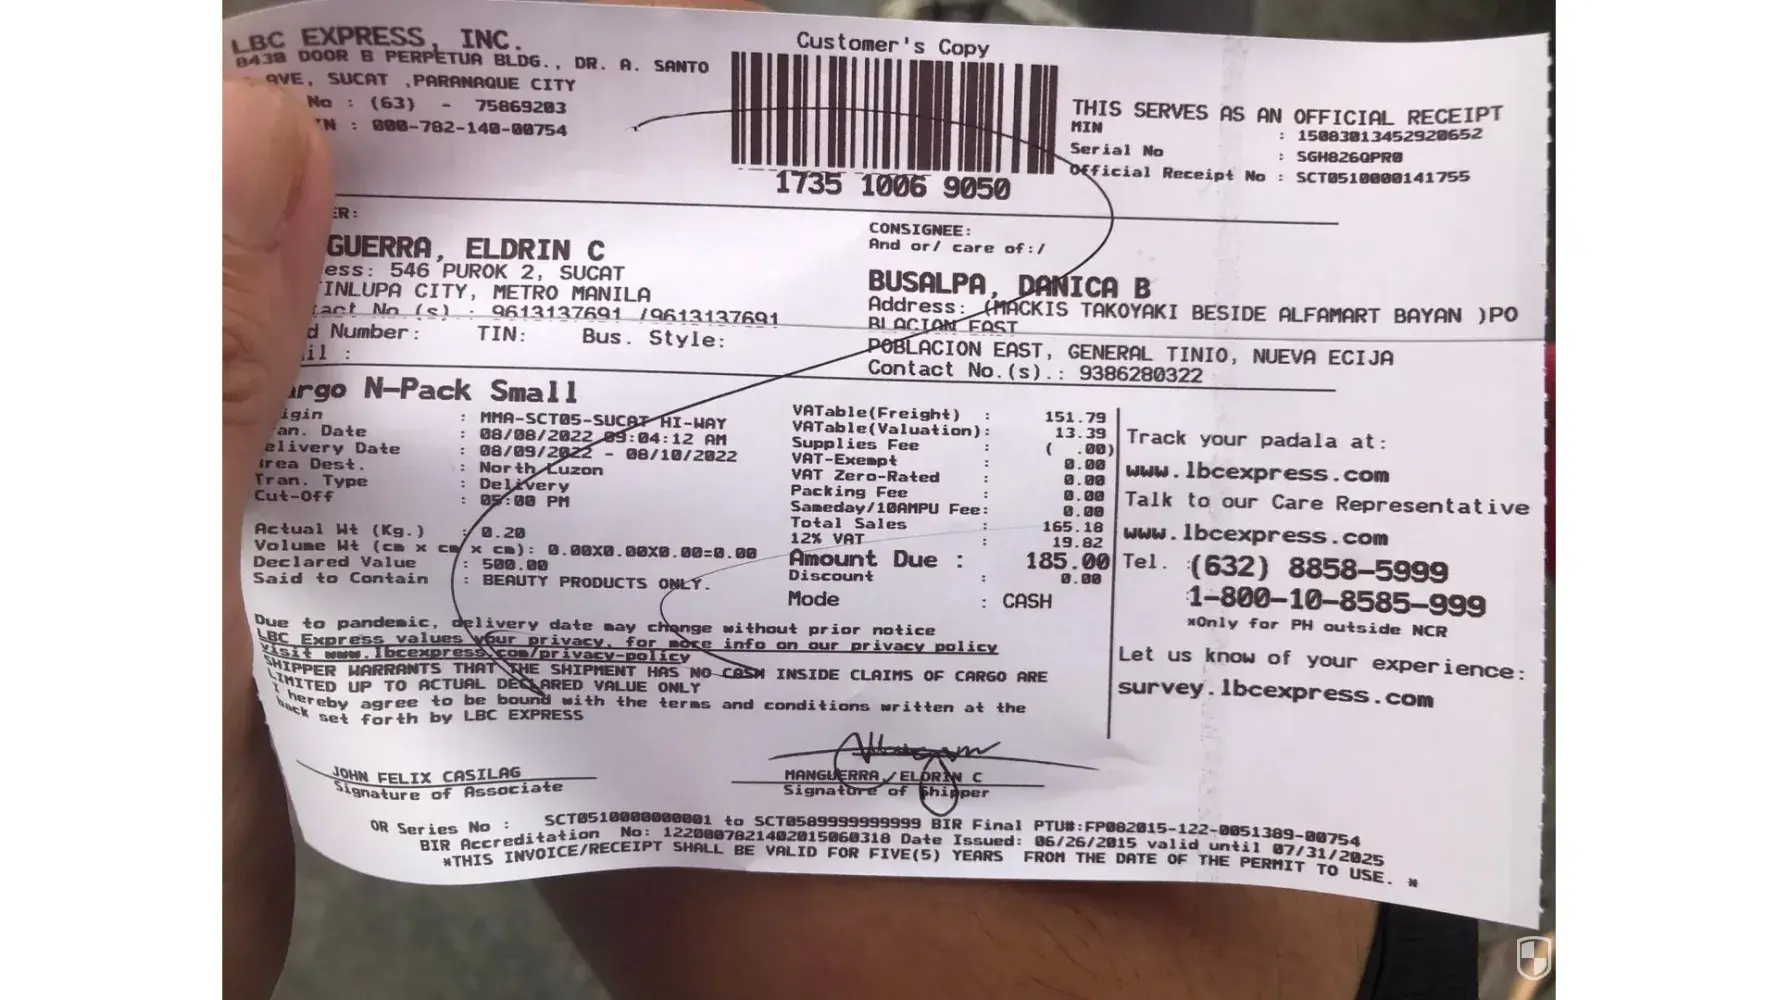 LBC EXPRESS, INC.
8439 DOOR B PERPETUA BLDG., DR. A. SANTO
AVE, SUCAT ,PARANAQUE CITY
No : (63) - 75869203
N : 000-782-140-00754
Customer's Copy
1735 1006 9050
THIS SERVES AS AN OFFICIAL RECEIPT
MIN : 15083013452920652
Serial No : SGH826QPR0
Official Receipt No : SCT0510000141755
ER:
GUERRA, ELDRIN C
ess: 546 PUROK 2, SUCAT
INLUPA CITY, METRO MANILA
act No.(s) : 9613137691 /9613137691
d Number: TIN: Bus. Style:
il :
CONSIGNEE:
And or/ care of:/
BUSALPA, DANICA B
Address: (MACKIS TAKOYAKI BESIDE ALFAMART BAYAN )PO
BLACION EAST
POBLACION EAST, GENERAL TINIO, NUEVA ECIJA
Contact No.(s).: 9386280322
argo N-Pack Small
igin : MMA-SCT05-SUCAT HI-WAY
an. Date : 08/08/2022 09:04:12 AM
elivery Date : 08/09/2022 - 08/10/2022
Area Dest. : North Luzon
Tran. Type : Delivery
Cut-Off : 05:00 PM
Actual Wt (Kg.) : 0.20
Volume Wt (cm x cm x cm): 0.00X0.00X0.00=0.00
Declared Value : 500.00
Said to Contain : BEAUTY PRODUCTS ONLY.
VATable(Freight) : 151.79
VATable(Valuation): 13.39
Supplies Fee : ( .00)
VAT-Exempt : 0.00
VAT Zero-Rated : 0.00
Packing Fee : 0.00
Sameday/10AMPU Fee: 0.00
Total Sales : 165.18
12% VAT : 19.82
Amount Due : 185.00
Discount : 0.00
Mode : CASH
Track your padala at:
www.lbcexpress.com
Talk to our Care Representative
www.lbcexpress.com
Tel. :(632) 8858-5999
1-800-10-8585-999
*Only for PH outside NCR
Let us know of your experience:
survey.lbcexpress.com
Due to pandemic, delivery date may change without prior notice
LBC Express values your privacy, for more info on our privacy policy
visit www.lbcexpress.com/privacy-policy
SHIPPER WARRANTS THAT THE SHIPMENT HAS NO CASH INSIDE CLAIMS OF CARGO ARE
LIMITED UP TO ACTUAL DECLARED VALUE ONLY
I hereby agree to be bound with the terms and conditions written at the
back set forth by LBC EXPRESS
JOHN FELIX CASILAG
Signature of Associate
MANGUERRA, ELDRIN C
Signature of Shipper
OR Series No : SCT0510000000001 to SCT0589999999999 BIR Final PTU#:FP082015-122-0051389-00754
BIR Accreditation No: 1220007821402015060318 Date Issued: 06/26/2015 valid until 07/31/2025
*THIS INVOICE/RECEIPT SHALL BE VALID FOR FIVE(5) YEARS FROM THE DATE OF THE PERMIT TO USE. *